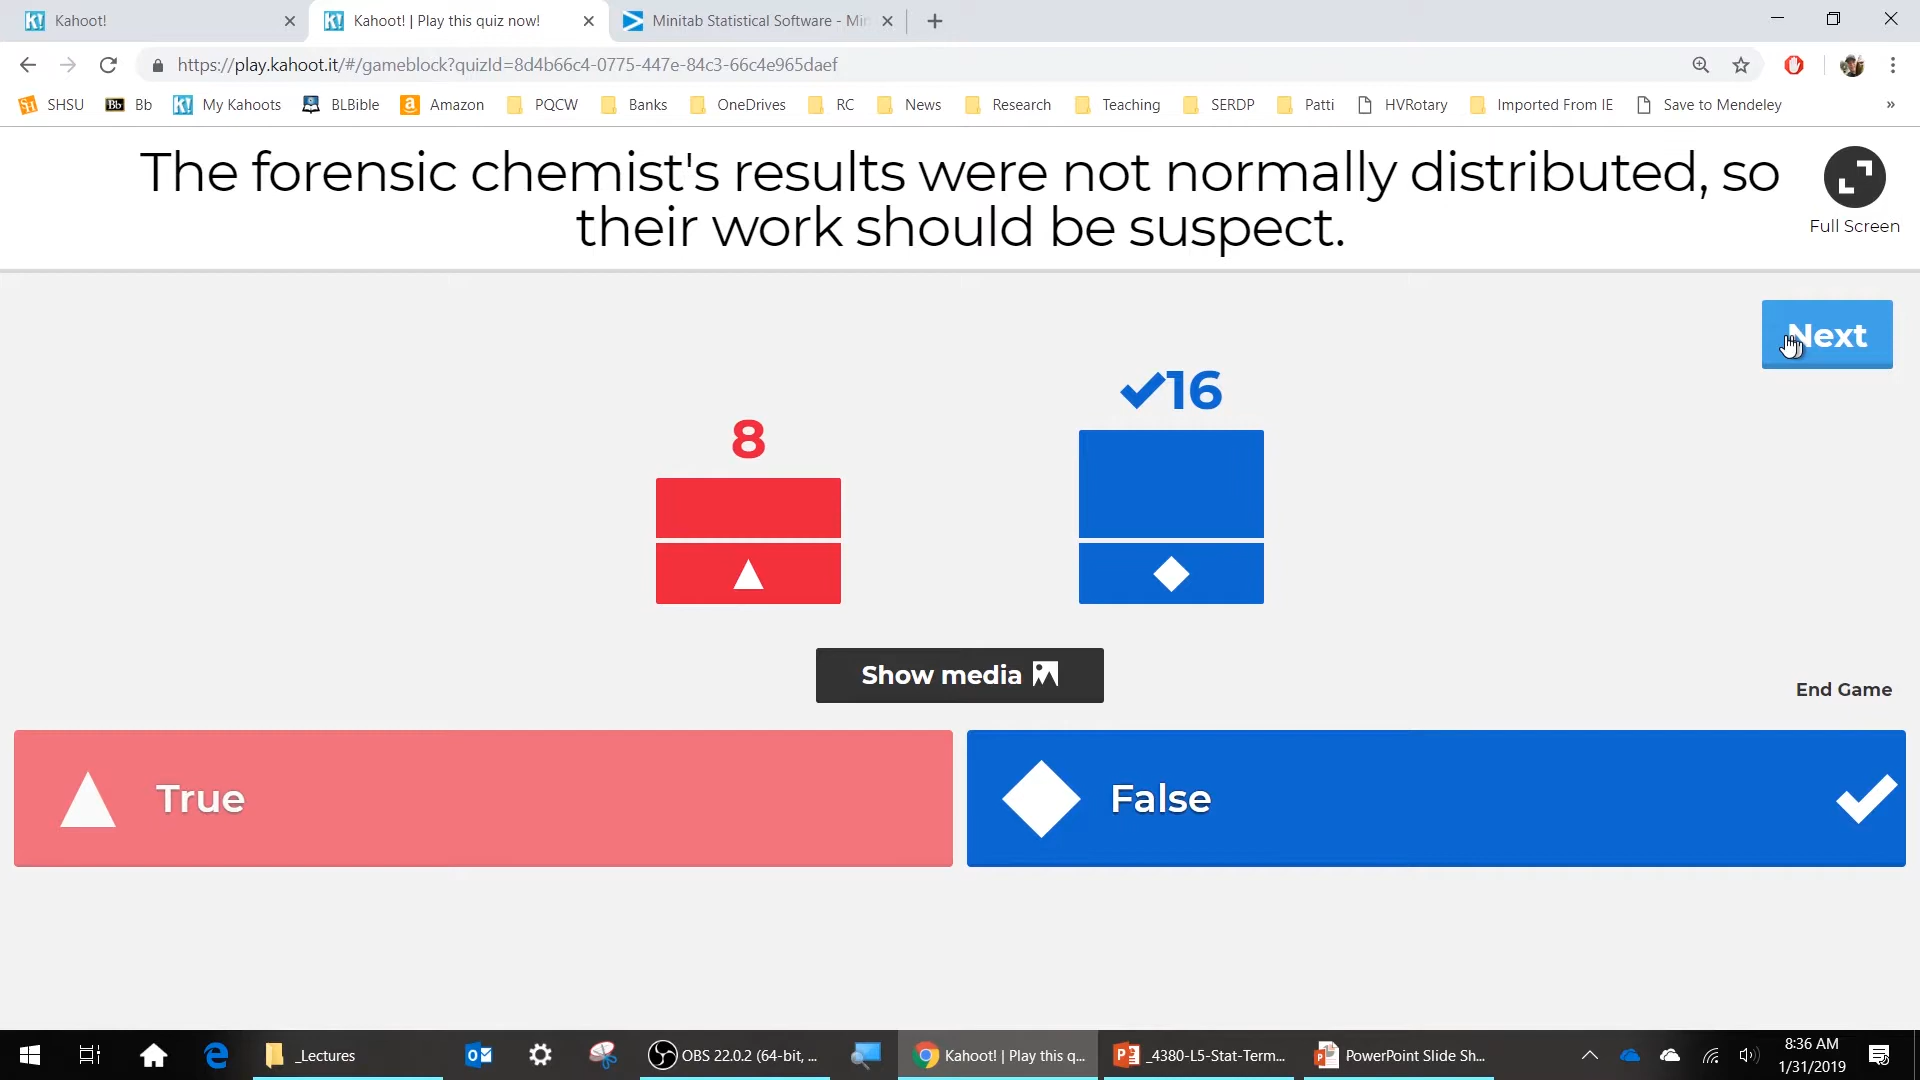 Kahoot!
Kahoot! | Play this quiz now!
Minitab Statistical Software - Min
https://play.kahoot.it/#/gameblock?quizId=8d4b66c4-0775-447e-84c3-66c4e965daef
SHSU
Bb
Bb
My Kahoots
BLBible
Amazon
PQCW
Banks
OneDrives
RC
News
Research
Teaching
SERDP
Patti
HVRotary
Imported From IE
Save to Mendeley
»
The forensic chemist's results were not normally distributed, so
their work should be suspect.
Full Screen
Next
16
8
Show media
End Game
True
False
_Lectures
OBS 22.0.2 (64-bit, ...
Kahoot! | Play this q...
_4380-L5-Stat-Term...
PowerPoint Slide Sh...
8:36 AM
1/31/2019